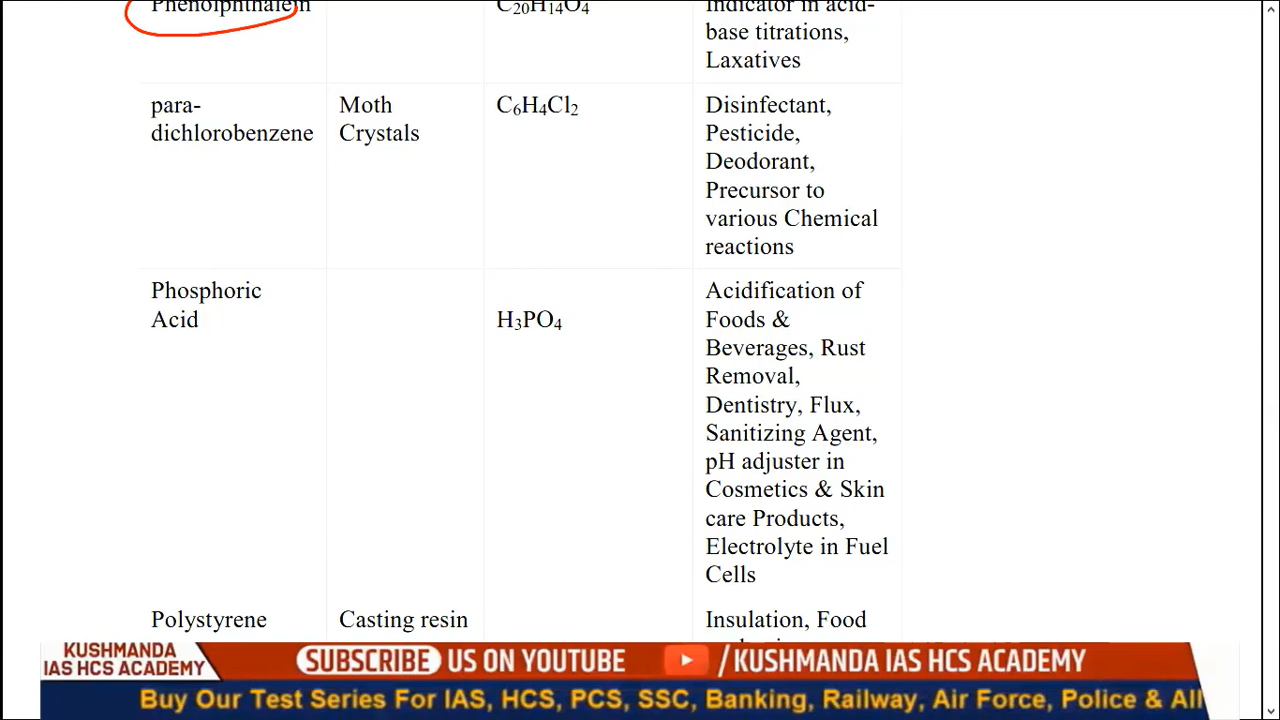 Phenolphthalein C₂₀H₁₄O₄ Indicator in acid-
base titrations,
Laxatives
para-
dichlorobenzene
Moth
Crystals
C₆H₄Cl₂
Disinfectant,
Pesticide,
Deodorant,
Precursor to
various Chemical
reactions
Phosphoric
Acid
H₃PO₄
Acidification of
Foods &
Beverages, Rust
Removal,
Dentistry, Flux,
Sanitizing Agent,
pH adjuster in
Cosmetics & Skin
care Products,
Electrolyte in Fuel
Cells
Polystyrene Casting resin Insulation, Food
KUSHMANDA
IAS HCS ACADEMY
SUBSCRIBE US ON YOUTUBE /KUSHMANDA IAS HCS ACADEMY
Buy Our Test Series For IAS, HCS, PCS, SSC, Banking, Railway, Air Force, Police & All